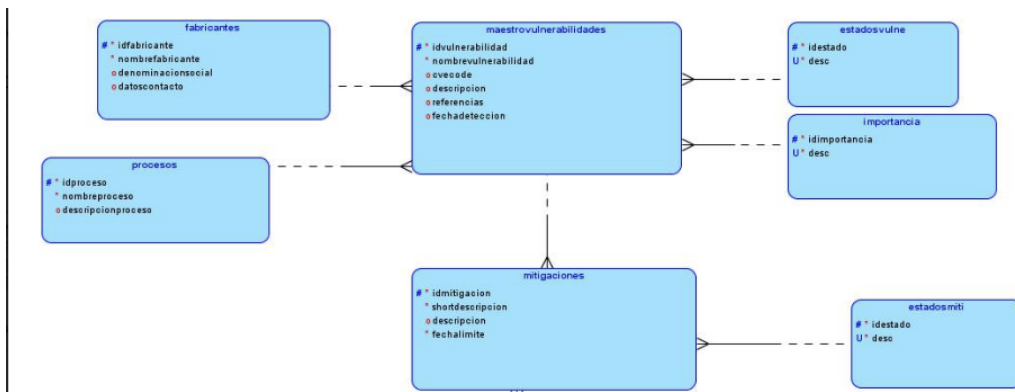 fabricantes
# * idfabricante
* nombrefabricante
o denominacionsocial
o datoscontacto
maestrovulnerabilidades
# * idvulnerabilidad
* nombrevulnerabilidad
o cvecode
o descripcion
o referencias
o fechadeteccion
estadosvulne
# * idestado
U * desc
importancia
# * idimportancia
U * desc
procesos
# * idproceso
* nombreproceso
o descripcionproceso
mitigaciones
# * idmitigacion
* shortdescripcion
o descripcion
* fechalimite
estadosmiti
# * idestado
U * desc